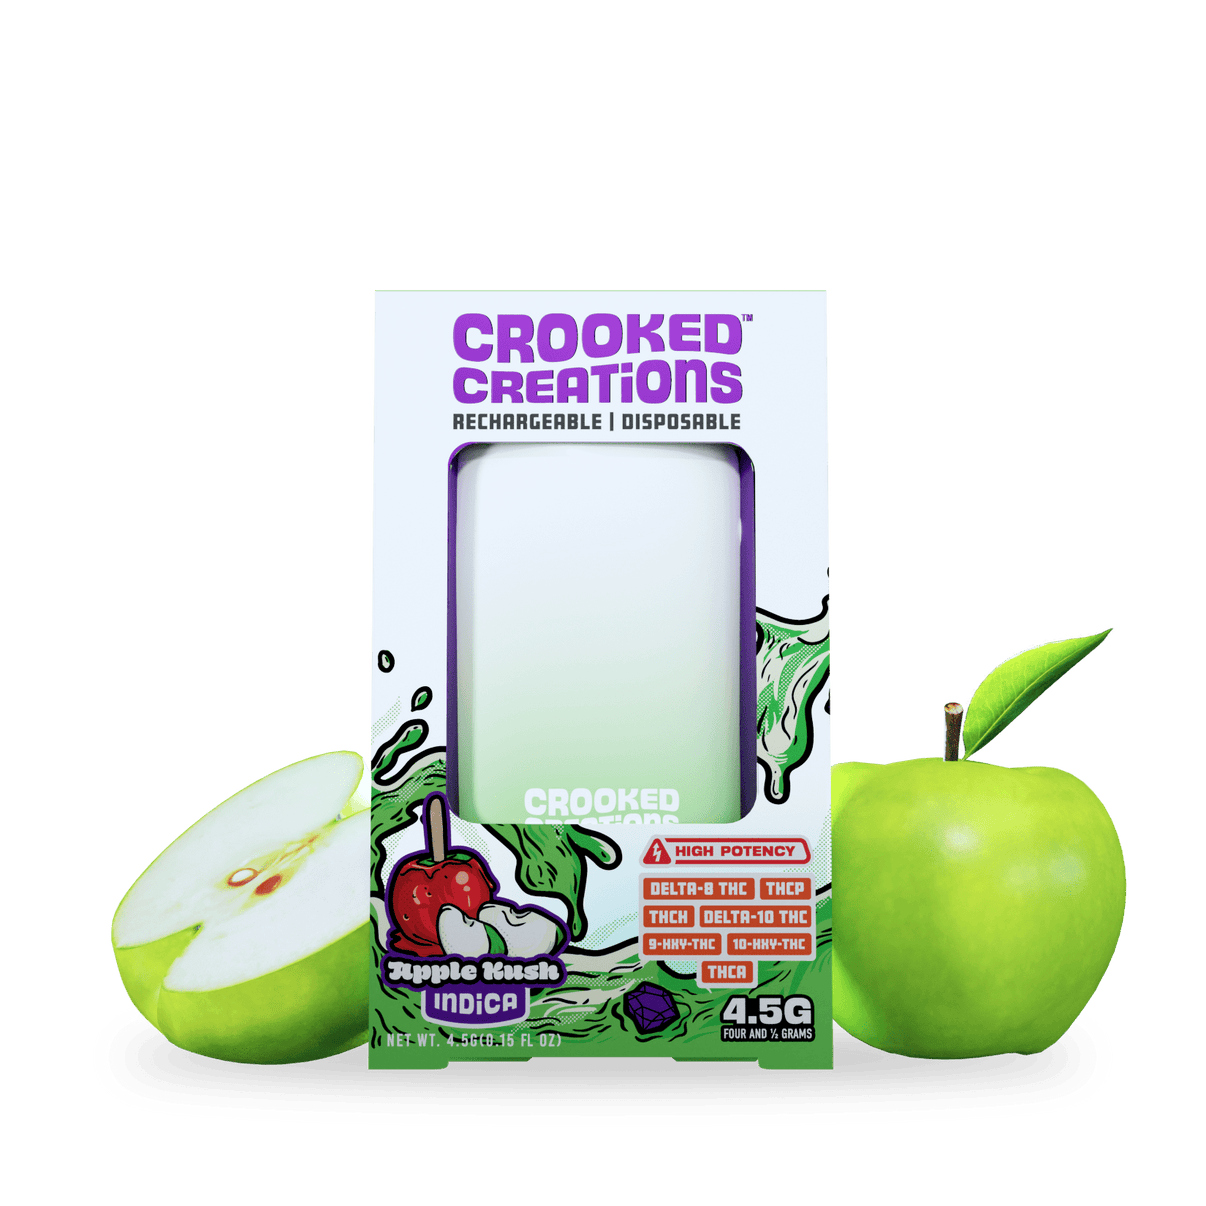 CROOKED™
CREATiONS
RECHARGEABLE | DISPOSABLE
CROOKED
CREATiONS
HIGH POTENCY
DELTA-8 THC THCP
THCH DELTA-10 THC
9-HXY-THC 10-HXY-THC
THCA
Apple Kush
INDiCA
4.5G
FOUR AND ½ GRAMS
NET WT. 4.5G(0.15 FL OZ)